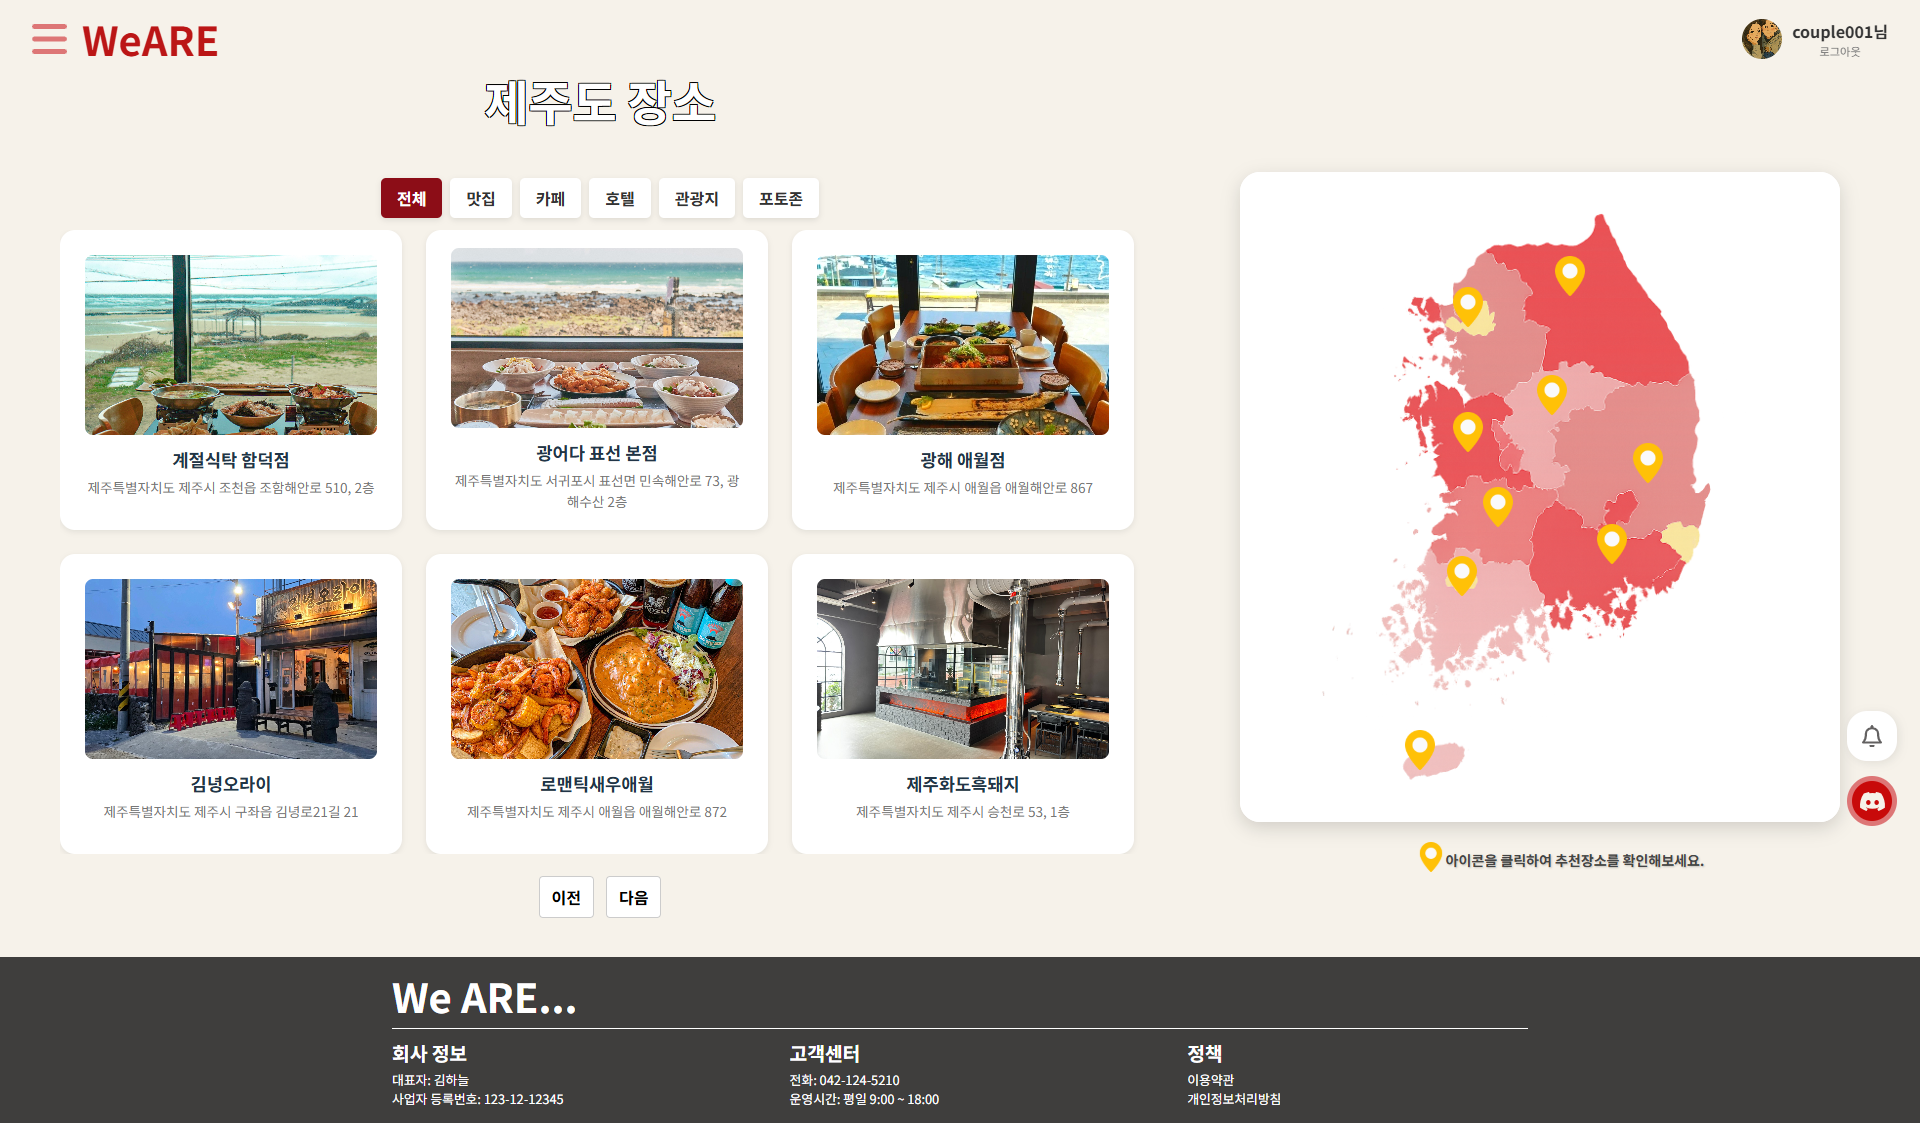 WeARE
couple001님
로그아웃
제주도 장소
전체
맛집
카페
호텔
관광지
포토존
계절식탁 함덕점
제주특별자치도 제주시 조천읍 조함해안로 510, 2층
광어다 표선 본점
제주특별자치도 서귀포시 표선면 민속해안로 73, 광
해수산 2층
광해 애월점
제주특별자치도 제주시 애월읍 애월해안로 867
김녕오라이
제주특별자치도 제주시 구좌읍 김녕로21길 21
로맨틱새우애월
제주특별자치도 제주시 애월읍 애월해안로 872
제주화도흑돼지
제주특별자치도 제주시 승천로 53, 1층
아이콘을 클릭하여 추천장소를 확인해보세요.
이전
다음
We ARE...
회사 정보
대표자: 김하늘
사업자 등록번호: 123-12-12345
고객센터
전화: 042-124-5210
운영시간: 평일 9:00 ~ 18:00
정책
이용약관
개인정보처리방침